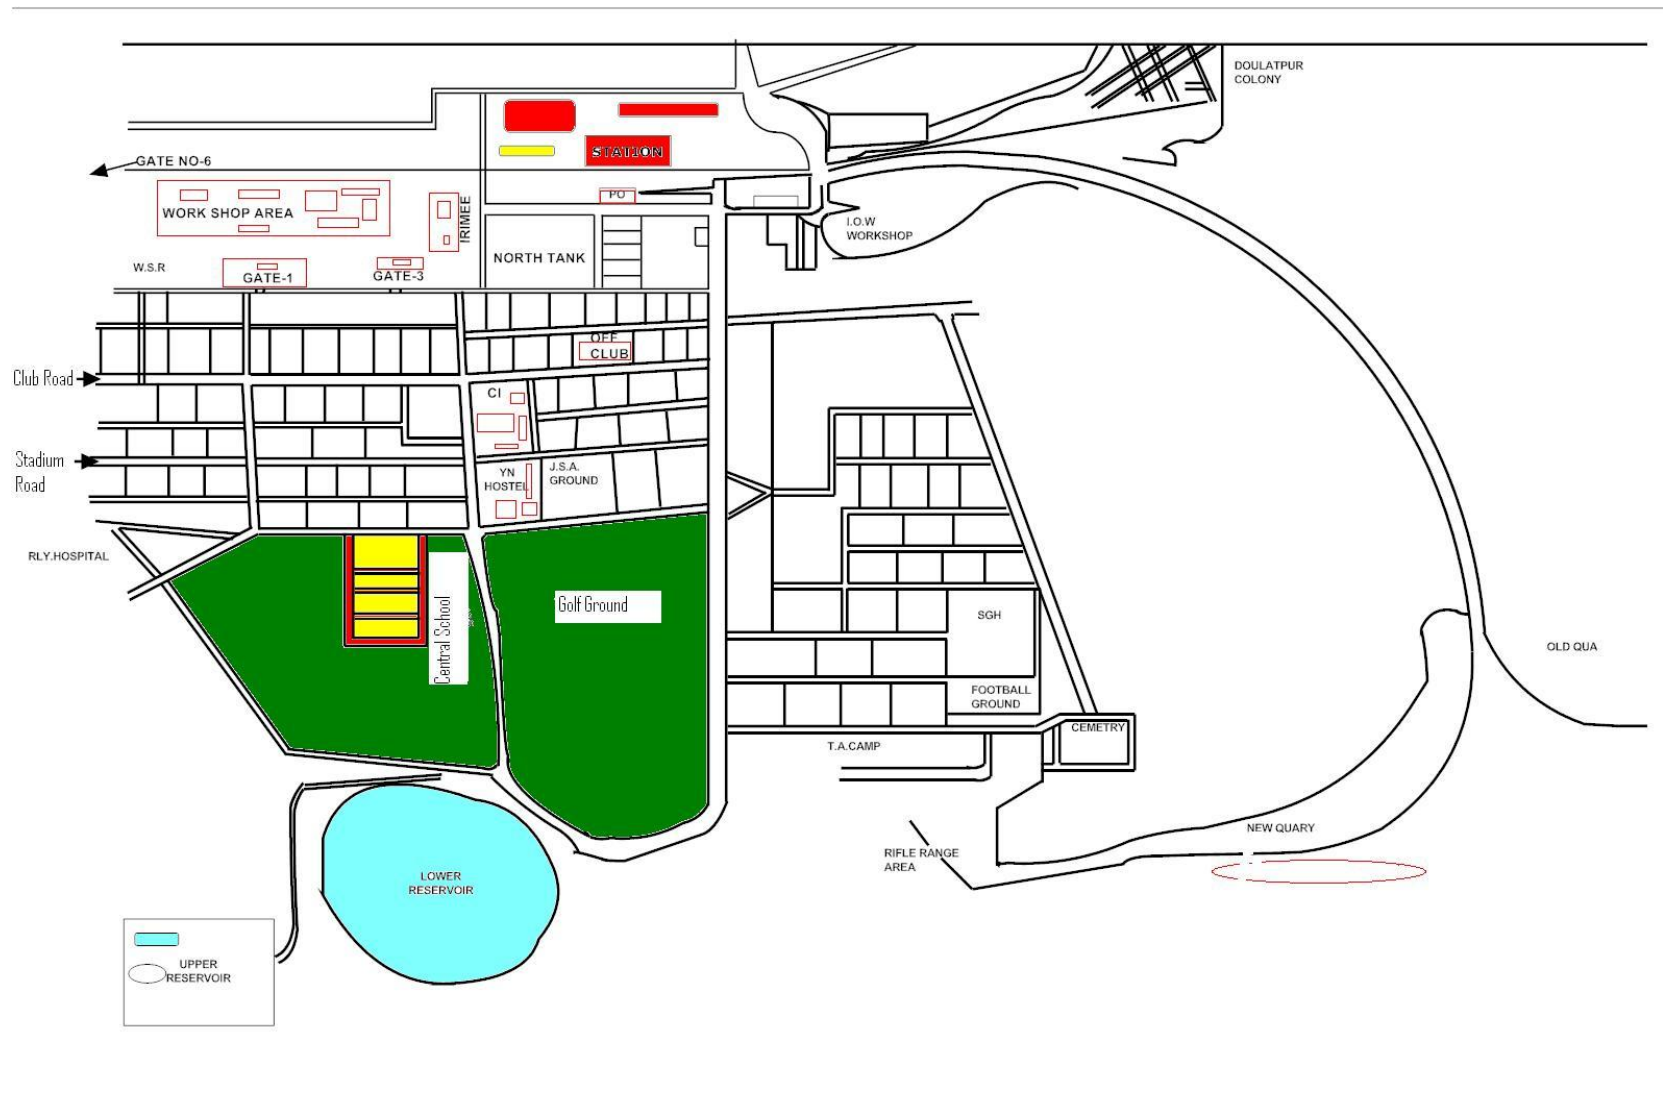 DOULATPUR
COLONY
STATION
GATE NO-6
PO
WORK SHOP AREA
IRIMEE
I.O.W
WORKSHOP
NORTH TANK
W.S.R
GATE-1
GATE-3
OFF
CLUB
Club Road
CI
Stadium
Road
YN
HOSTEL
J.S.A.
GROUND
RLY.HOSPITAL
Central School
Golf Ground
SGH
OLD QUA
FOOTBALL
GROUND
CEMETRY
T.A.CAMP
NEW QUARY
RIFLE RANGE
AREA
LOWER
RESERVOIR
UPPER
RESERVOIR